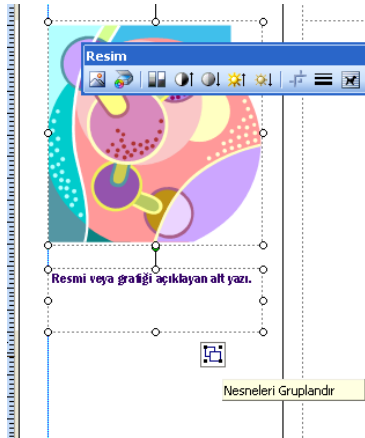 Resim
Resmi veya grafiği açıklayan alt yazı.
Nesneleri Gruplandır